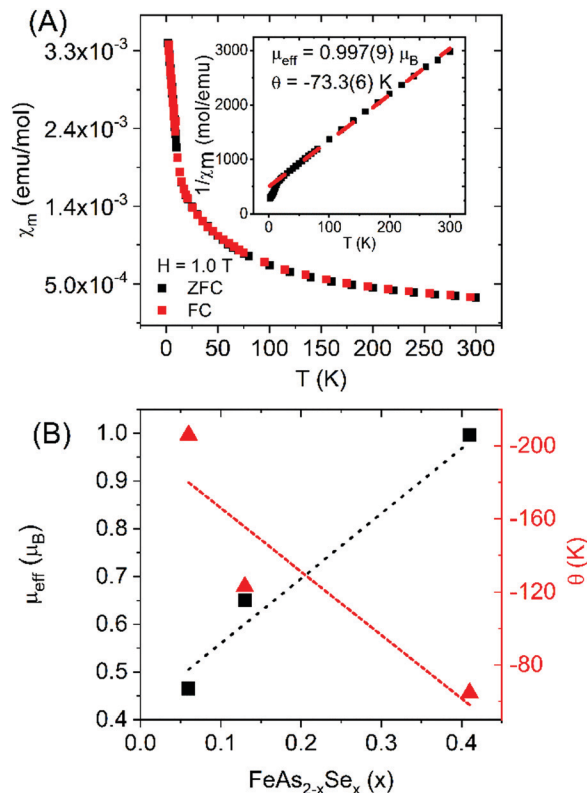 (A)
3.3x10⁻³
2.4x10⁻³
1.4x10⁻³
5.0x10⁻⁴
χm (emu/mol)
3000
2000
1000
0
1/χm (mol/emu)
μeff = 0.997(9) μB
θ = -73.3(6) K
0 100 200 300
T (K)
H = 1.0 T
ZFC
FC
0 50 100 150 200 250 300
T (K)
(B)
1.0
0.9
0.8
0.7
0.6
0.5
0.4
μeff (μB)
-200
-160
-120
-80
θ (K)
0.0 0.1 0.2 0.3 0.4
FeAs2-xSex (x)